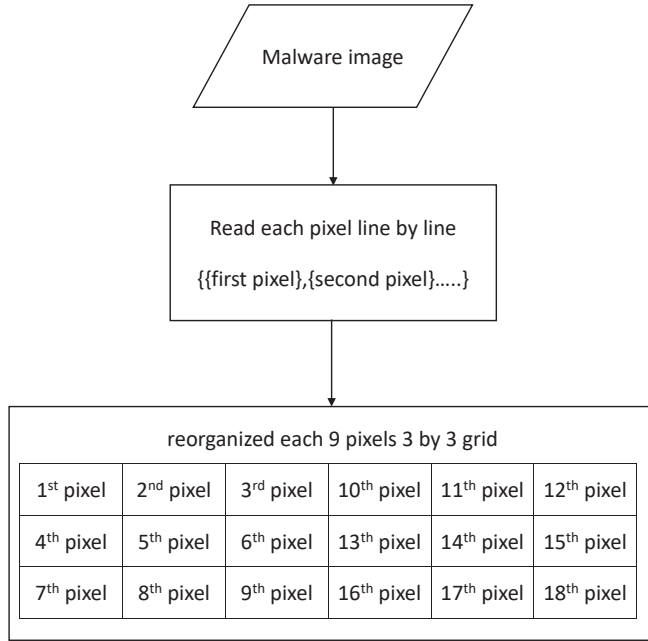 Malware image
Read each pixel line by line
{{first pixel},{second pixel}…..}
reorganized each 9 pixels 3 by 3 grid
1st pixel 2nd pixel 3rd pixel 10th pixel 11th pixel 12th pixel
4th pixel 5th pixel 6th pixel 13th pixel 14th pixel 15th pixel
7th pixel 8th pixel 9th pixel 16th pixel 17th pixel 18th pixel